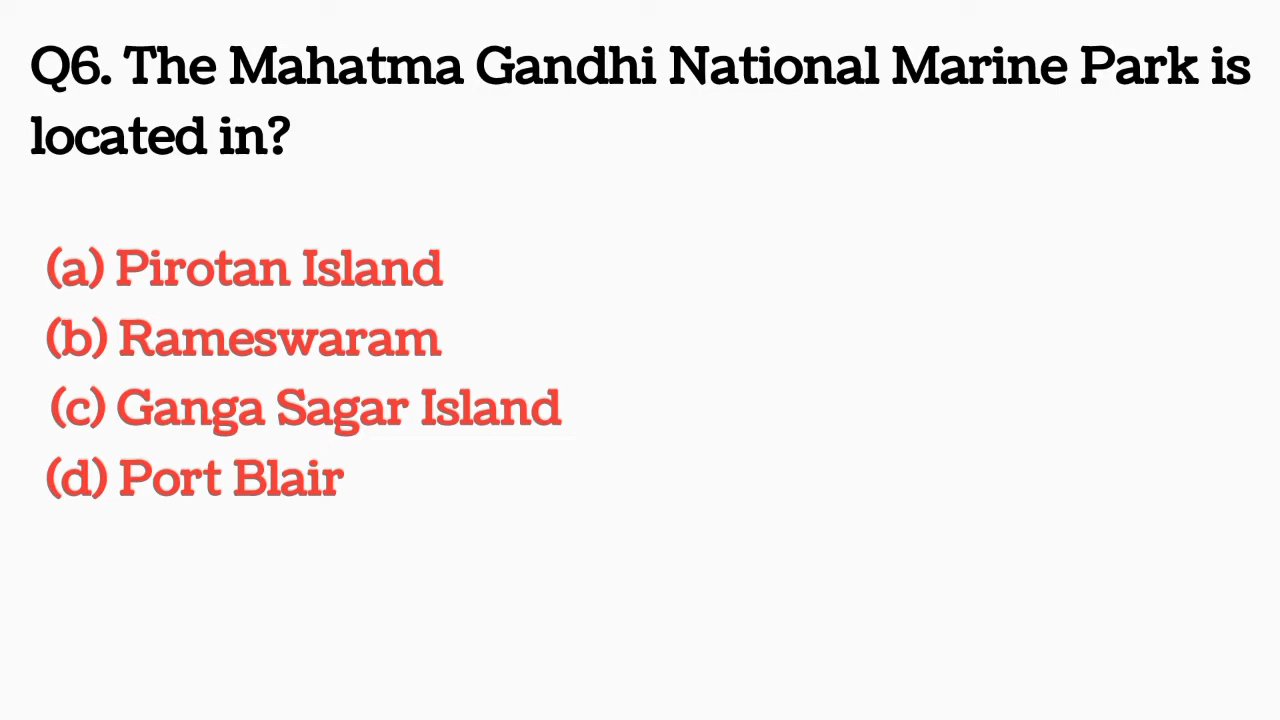 Q6. The Mahatma Gandhi National Marine Park is
located in?
(a) Pirotan Island
(b) Rameswaram
(c) Ganga Sagar Island
(d) Port Blair